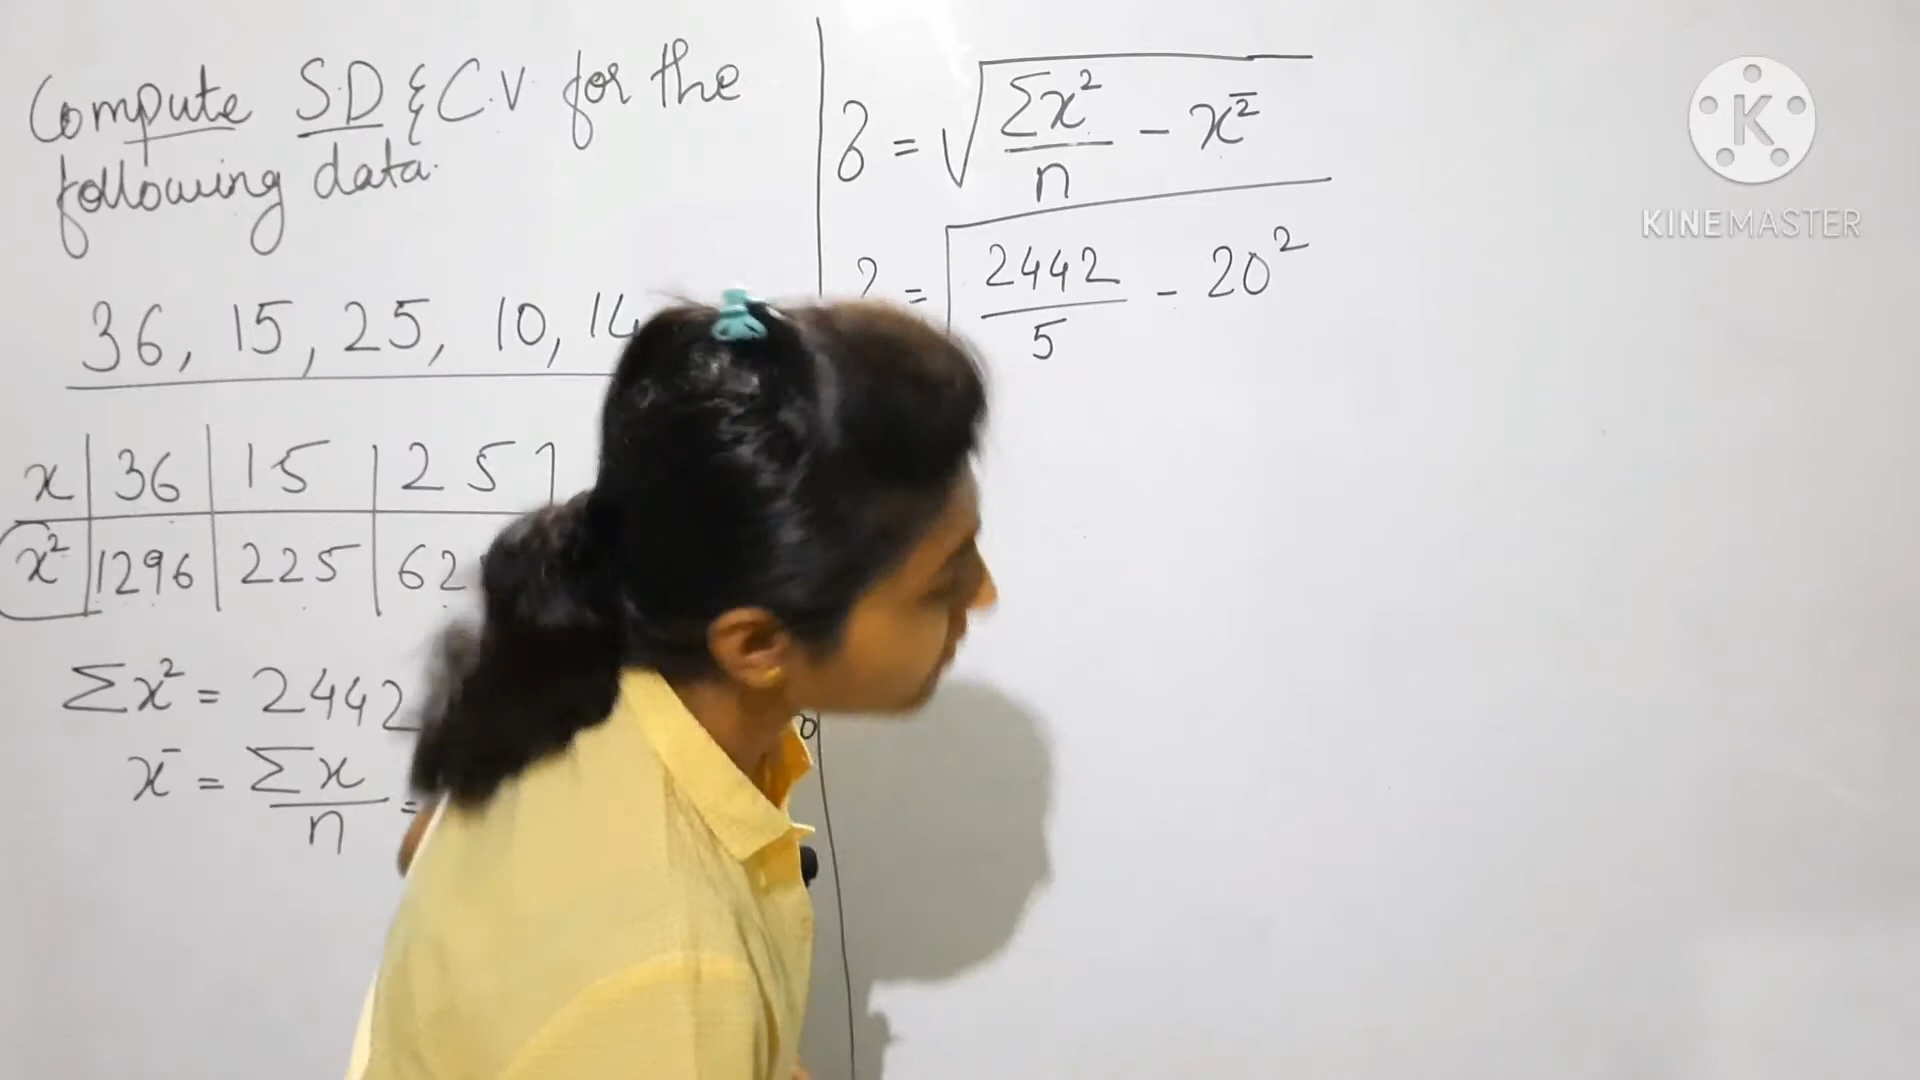 Compute S.D & C.V for the
following data.
36, 15, 25, 10, 14
x 36 15 25 1
x² 1296 225 62
Σx² = 2442
x̄ = Σx/n =
σ = √(Σx²/n - x̄²)
= √(2442/5 - 20²)
K
KINEMASTER